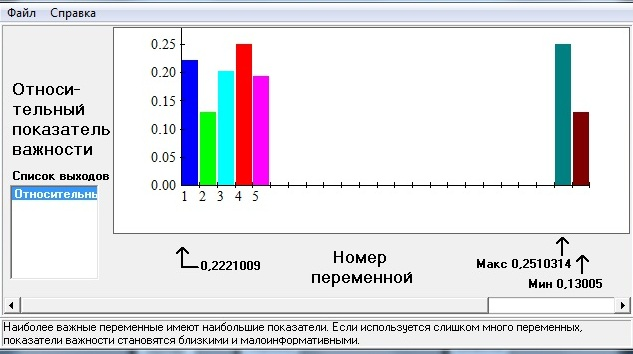 Файл Справка
Относи-
тельный
показатель
важности
Список выходов
Относительнь
0.25
0.20
0.15
0.10
0.05
0.00
1 2 3 4 5
0,2221009
Номер
переменной
Макс 0,2510314
Мин 0,13005
Наиболее важные переменные имеют наибольшие показатели. Если используется слишком много переменных,
показатели важности становятся близкими и малоинформативными.